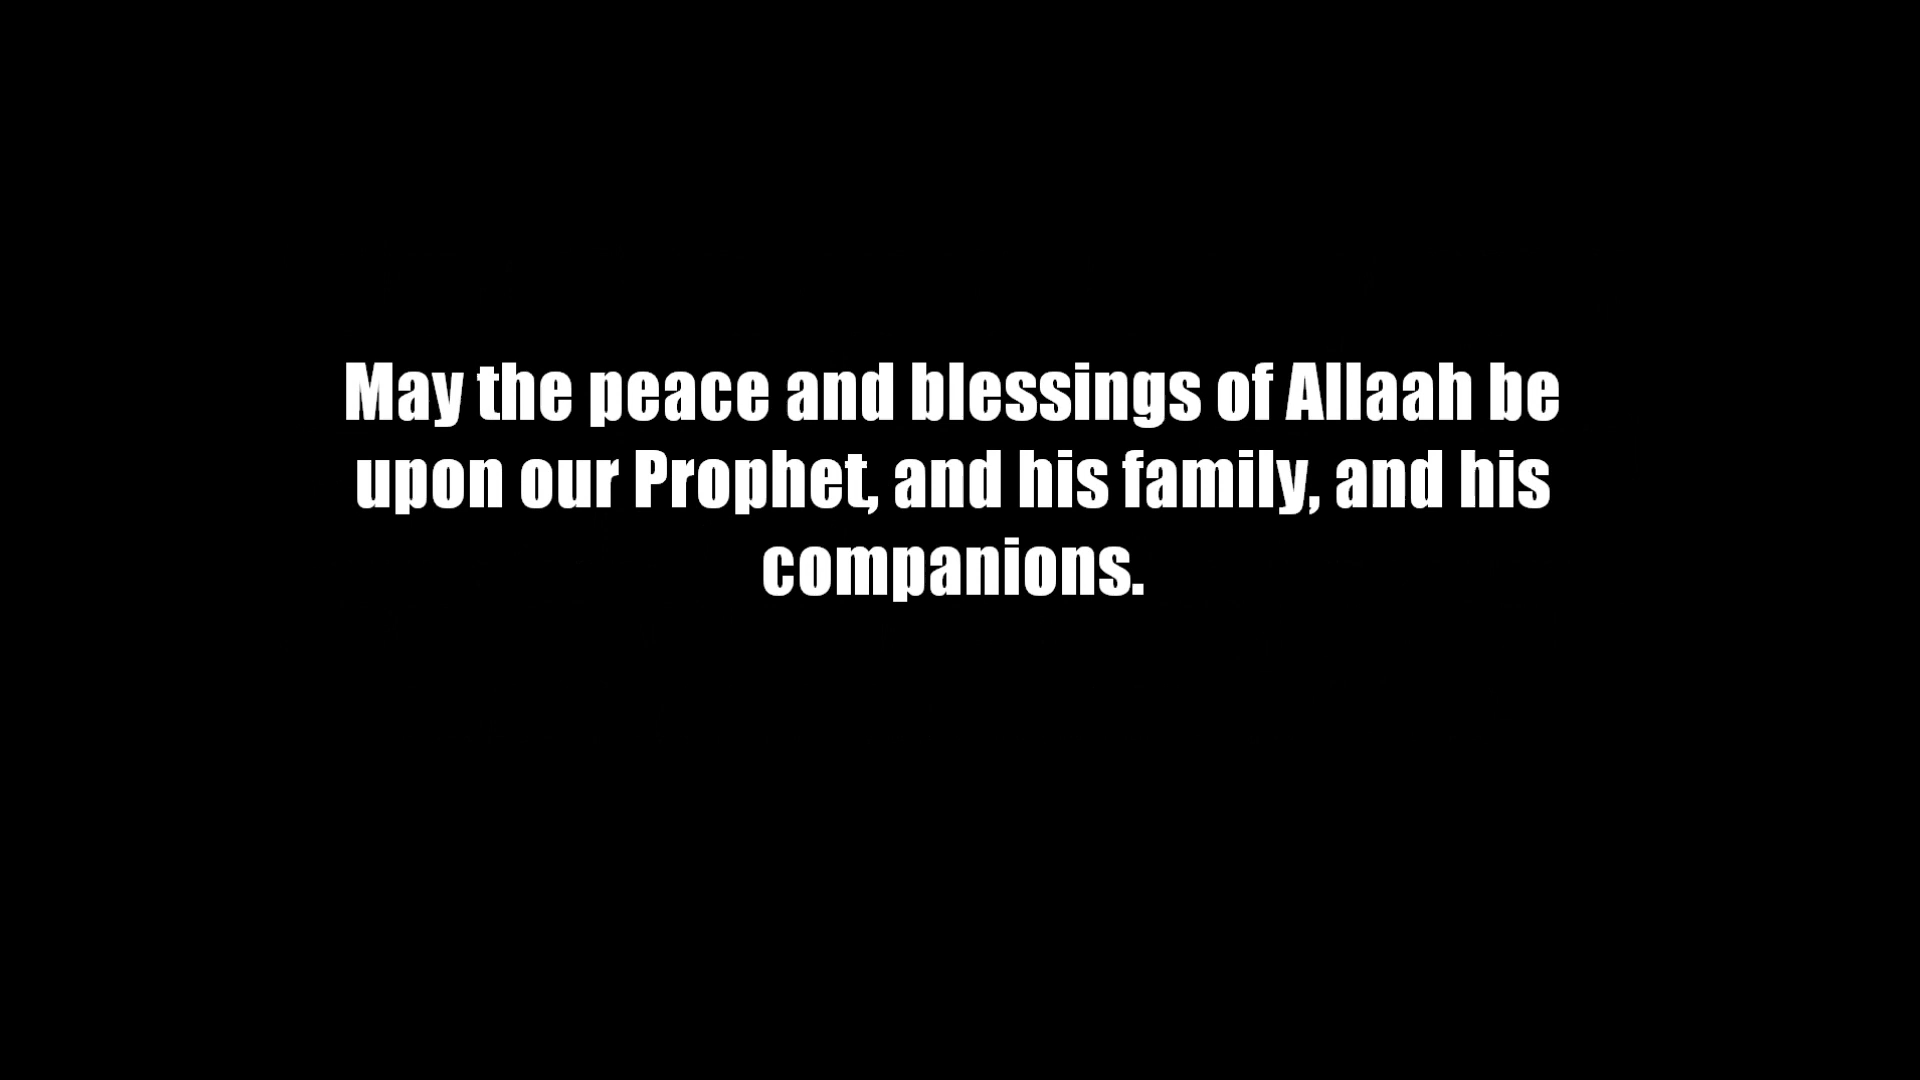 May the peace and blessings of Allaah be
upon our Prophet, and his family, and his
companions.